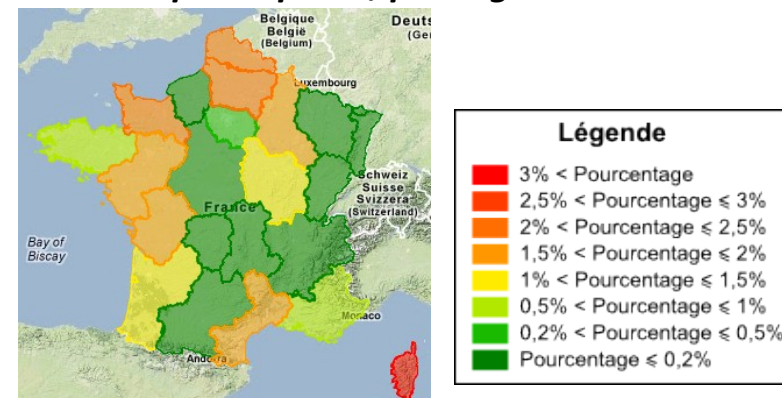 Belgique
België
(Belgium)
Deuts
(Ger
Luxembourg
Schweiz
Suisse
Svizzera
(Switzerland)
France
Bay of
Biscay
Monaco
Andorra
Légende
3% < Pourcentage
2,5% < Pourcentage ⩽ 3%
2% < Pourcentage ⩽ 2,5%
1,5% < Pourcentage ⩽ 2%
1% < Pourcentage ⩽ 1,5%
0,5% < Pourcentage ⩽ 1%
0,2% < Pourcentage ⩽ 0,5%
Pourcentage ⩽ 0,2%